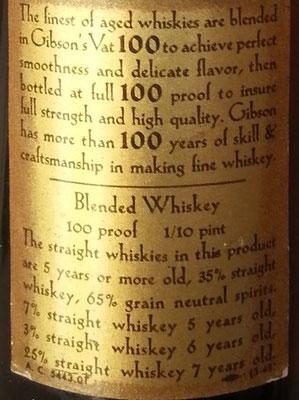 The finest of aged whiskies are blended
in Gibson's Vat 100 to achieve perfect
smoothness and delicate flavor, then
bottled at full 100 proof to insure
full strength and high quality. Gibson
has more than 100 years of skill &
craftsmanship in making fine whiskey.
Blended Whiskey
100 proof 1/10 pint
The straight whiskies in this product
are 5 years or more old, 35% straight
whiskey, 65% grain neutral spirits.
7% straight whiskey 5 years old,
3% straight whiskey 6 years old,
25% straight whiskey 7 years old.
A. C. 5443.01